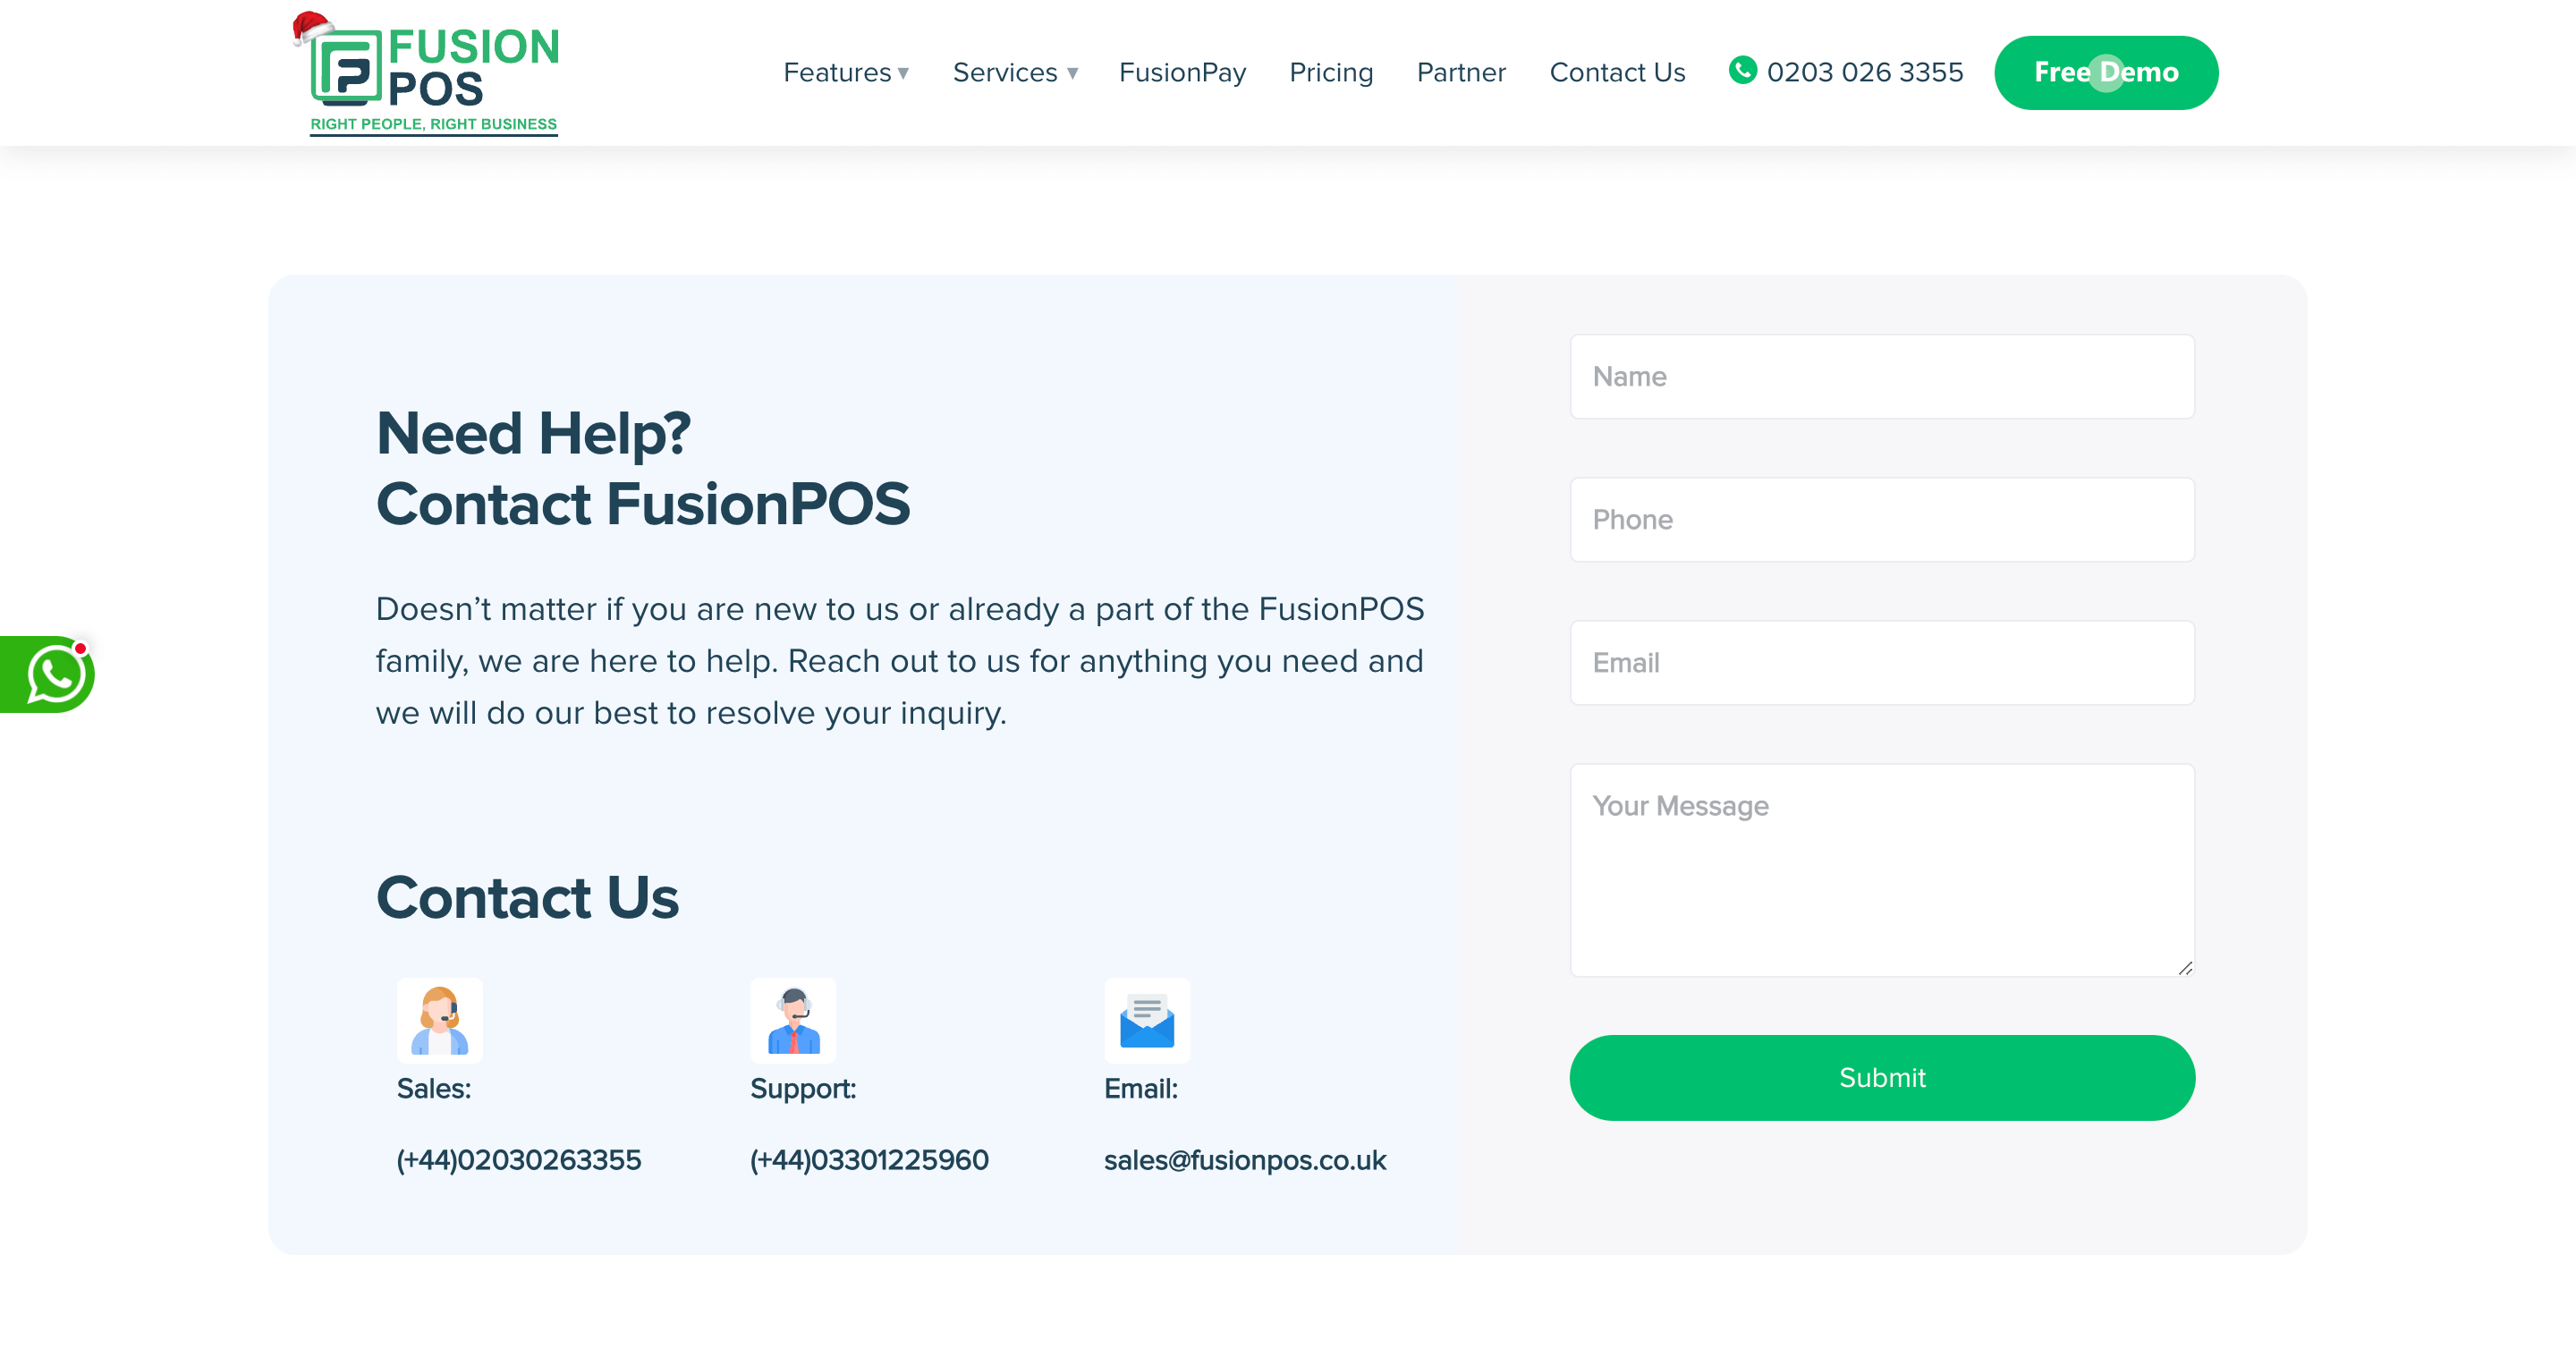 FUSION
POS
RIGHT PEOPLE, RIGHT BUSINESS
Features
Services
FusionPay
Pricing
Partner
Contact Us
0203 026 3355
Free Demo
Need Help?
Contact FusionPOS
Doesn’t matter if you are new to us or already a part of the FusionPOS
family, we are here to help. Reach out to us for anything you need and
we will do our best to resolve your inquiry.
Contact Us
Sales:
(+44)02030263355
Support:
(+44)03301225960
Email:
sales@fusionpos.co.uk
Name
Phone
Email
Your Message
Submit